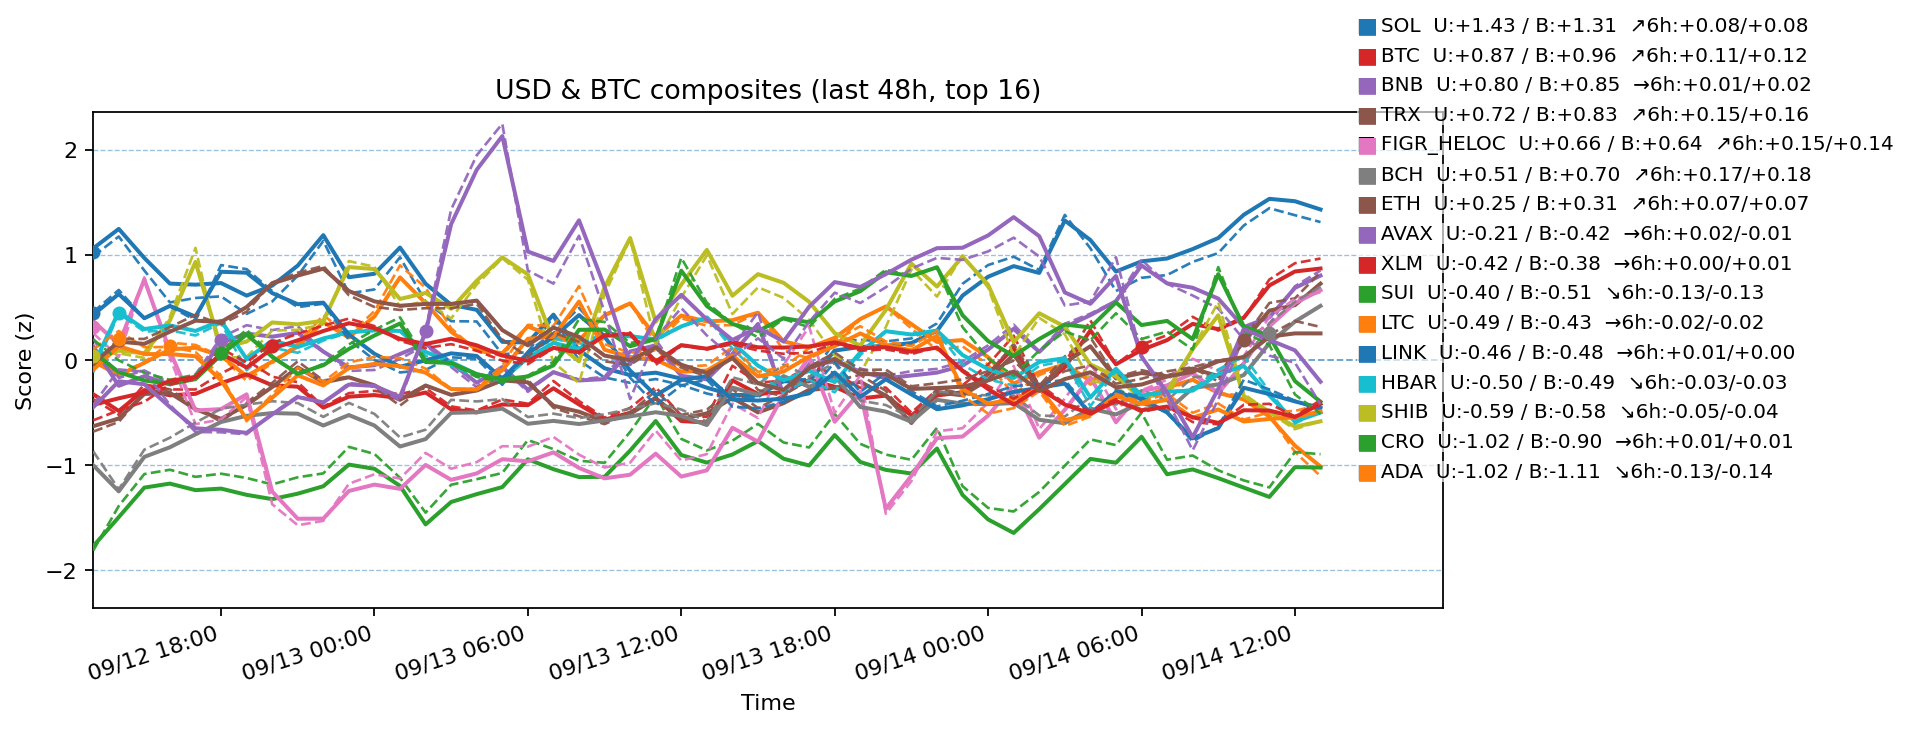 USD & BTC composites (last 48h, top 16)
SOL  U:+1.43 / B:+1.31  ↗6h:+0.08/+0.08
BTC  U:+0.87 / B:+0.96  ↗6h:+0.11/+0.12
BNB  U:+0.80 / B:+0.85  →6h:+0.01/+0.02
TRX  U:+0.72 / B:+0.83  ↗6h:+0.15/+0.16
FIGR_HELOC  U:+0.66 / B:+0.64  ↗6h:+0.15/+0.14
BCH  U:+0.51 / B:+0.70  ↗6h:+0.17/+0.18
ETH  U:+0.25 / B:+0.31  ↗6h:+0.07/+0.07
AVAX  U:-0.21 / B:-0.42  →6h:+0.02/-0.01
XLM  U:-0.42 / B:-0.38  →6h:+0.00/+0.01
SUI  U:-0.40 / B:-0.51  ↘6h:-0.13/-0.13
LTC  U:-0.49 / B:-0.43  →6h:-0.02/-0.02
LINK  U:-0.46 / B:-0.48  →6h:+0.01/+0.00
HBAR  U:-0.50 / B:-0.49  ↘6h:-0.03/-0.03
SHIB  U:-0.59 / B:-0.58  ↘6h:-0.05/-0.04
CRO  U:-1.02 / B:-0.90  →6h:+0.01/+0.01
ADA  U:-1.02 / B:-1.11  ↘6h:-0.13/-0.14
Score (z)
2
1
0
−1
−2
09/12 18:00
09/13 00:00
09/13 06:00
09/13 12:00
09/13 18:00
09/14 00:00
09/14 06:00
09/14 12:00
Time